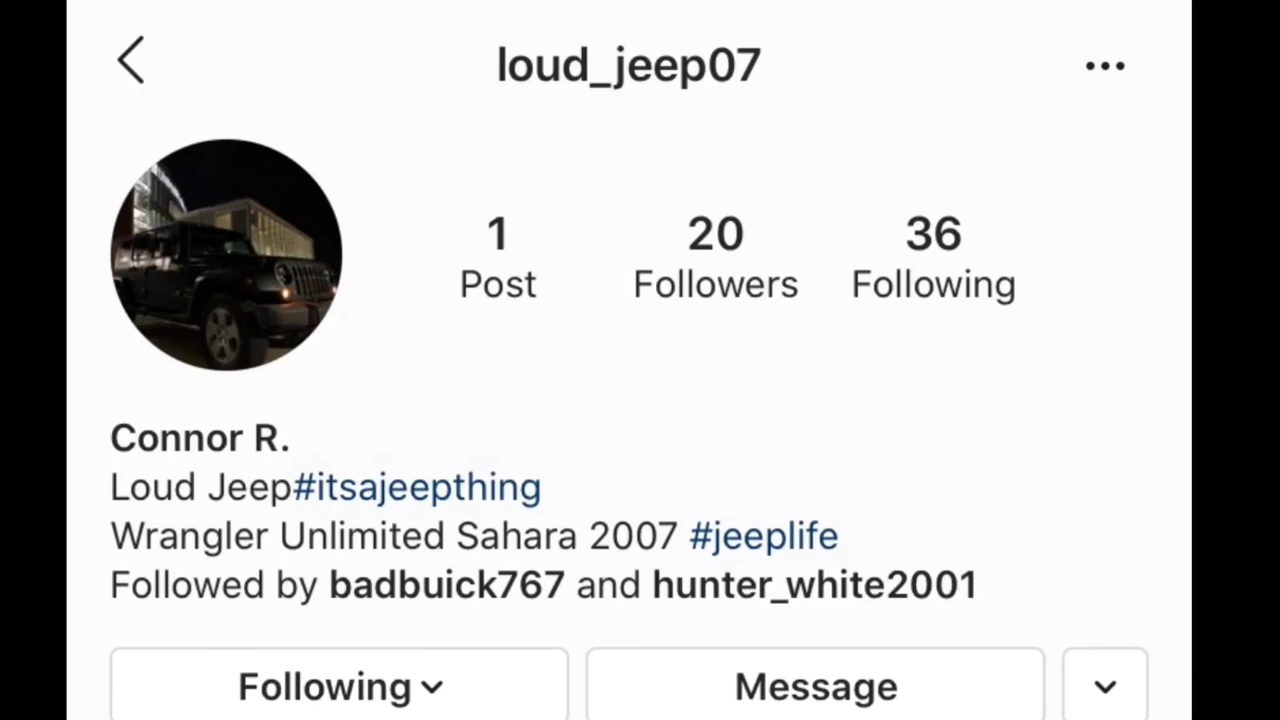 loud_jeep07
1 20 36
Post Followers Following
Connor R.
Loud Jeep#itsajeepthing
Wrangler Unlimited Sahara 2007 #jeeplife
Followed by badbuick767 and hunter_white2001
Following Message